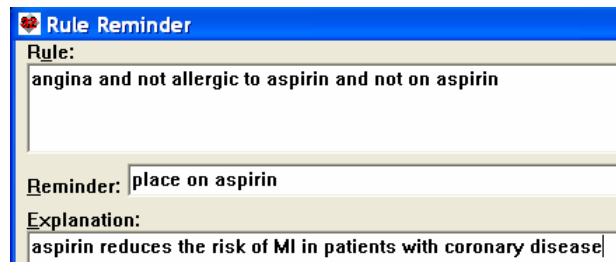 Rule Reminder
Rule:
angina and not allergic to aspirin and not on aspirin
Reminder: place on aspirin
Explanation:
aspirin reduces the risk of MI in patients with coronary disease